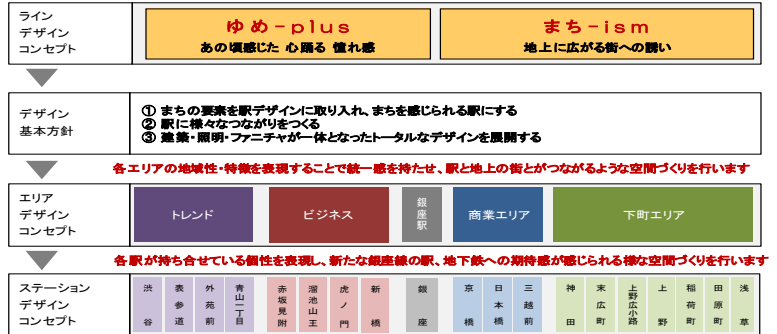 ライン
デザイン
コンセプト
ゆめ-plus
あの頃感じた 心踊る 憧れ感
まち-ism
地上に広がる街への誘い
デザイン
基本方針
① まちの要素を駅デザインに取り入れ、まちを感じられる駅にする
② 駅に様々なつながりをつくる
③ 建築・照明・ファニチャが一体となったトータルなデザインを展開する
各エリアの地域性・特徴を表現することで統一感を持たせ、駅と地上の街とがつながるような空間づくりを行います
エリア
デザイン
コンセプト
トレンド
ビジネス
銀座駅
商業エリア
下町エリア
各駅が持ち合せている個性を表現し、新たな銀座線の駅、地下鉄への期待感が感じられる様な空間づくりを行います
ステーション
デザイン
コンセプト
渋谷
表参道
外苑前
青山一丁目
赤坂見附
溜池山王
虎ノ門
新橋
銀座
京橋
日本橋
三越前
神田
末広町
上野広小路
上野
稲荷町
田原町
浅草